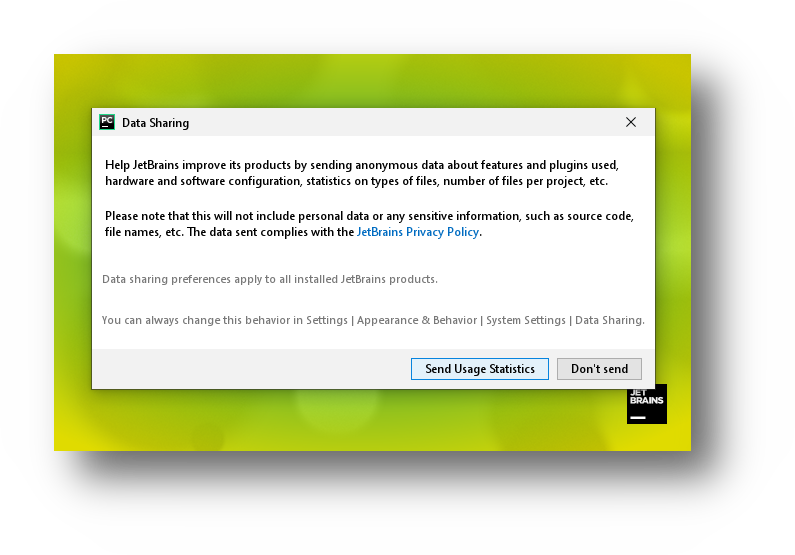 PC
Data Sharing
Help JetBrains improve its products by sending anonymous data about features and plugins used,
hardware and software configuration, statistics on types of files, number of files per project, etc.
Please note that this will not include personal data or any sensitive information, such as source code,
file names, etc. The data sent complies with the JetBrains Privacy Policy.
Data sharing preferences apply to all installed JetBrains products.
You can always change this behavior in Settings | Appearance & Behavior | System Settings | Data Sharing.
Send Usage Statistics
Don't send
JET
BRAINS